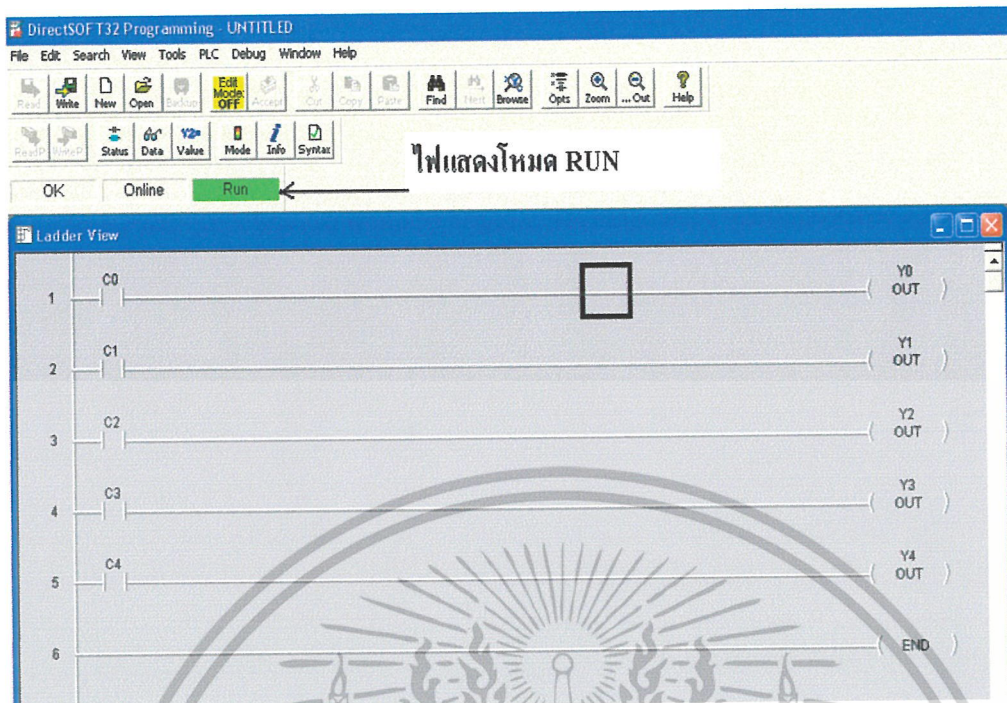 DirectSOFT32 Programming - UNTITLED
File Edit Search View Tools PLC Debug Window Help
Read Write New Open Backup Edit Mode: OFF Accept Cut Copy Paste Find Next Browse Opts Zoom ...Out Help
ReadP WriteP Status Data Value Mode Info Syntax
ไฟแสดงโหมด RUN
OK Online Run
Ladder View
C0 Y0
1 OUT
C1 Y1
2 OUT
C2 Y2
3 OUT
C3 Y3
4 OUT
C4 Y4
5 OUT
6 END